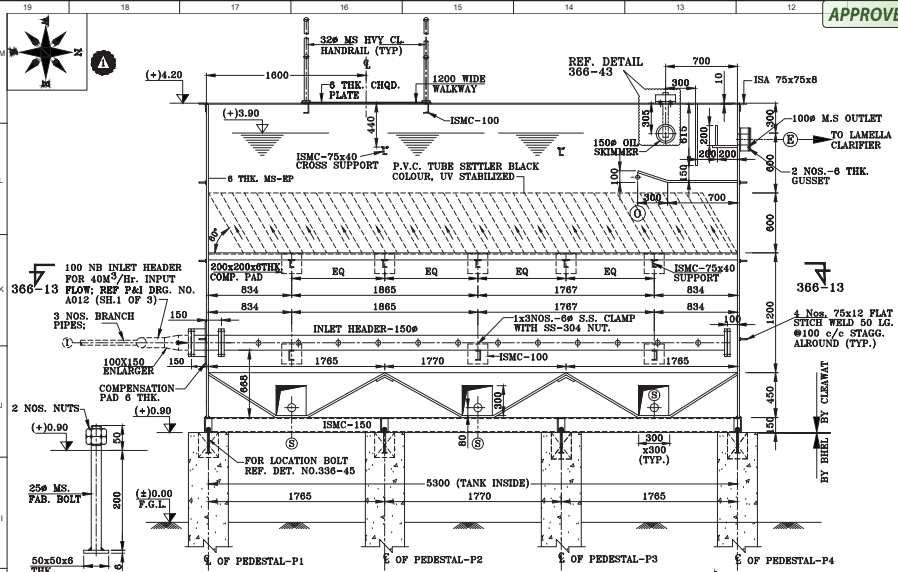 19 18 17 16 15 14 13 12
APPROVE
N
32ø MS HVY CL.
HANDRAIL (TYP)
REF. DETAIL
366-43
700
300
10
ISA 75x75x8
(+)4.20
1600
6 THK. CHQD.
PLATE
1200 WIDE
WALKWAY
(+)3.90
440
ISMC-100
305
615
300
200
100ø M.S OUTLET
E
TO LAMELLA
CLARIFIER
150ø OIL
SKIMMER
200 200
600
ISMC-75x40
CROSS SUPPORT
P.V.C. TUBE SETTLER BLACK
COLOUR, UV STABILIZED
6 THK. MS-EP
100
150
2 NOS.-6 THK.
GUSSET
300
700
O
600
60°
200x200x6THK
COMP. PAD
EQ EQ EQ EQ
ISMC-75x40
SUPPORT
100 NB INLET HEADER
FOR 40M³/Hr. INPUT
FLOW; REF P&I DRG. NO.
A012 (SH.1 OF 3)
366-13
366-13
834 1865 1767 834
834 1865 1767 834
1200
3 NOS. BRANCH
PIPES;
150
INLET HEADER-150ø
1x3NOS.-6ø S.S. CLAMP
WITH SS-304 NUT.
100
4 Nos. 75x12 FLAT
STICH WELD 50 LG.
@100 c/c STAGG.
ALROUND (TYP.)
I
100X150
ENLARGER
150
1765 1770 1765
ISMC-100
COMPENSATION
PAD 6 THK.
668
300
S
450
2 NOS. NUTS
(+)0.90
(+)0.90
50
ISMC-150
80
S S
300
x300
(TYP.)
150
BY CLEAWAT
BY BHEL
FOR LOCATION BOLT
REF. DET. NO.336-45
25ø MS.
FAB. BOLT
200
5300 (TANK INSIDE)
(±)0.00
F.G.L.
1765 1770 1765
50x50x6
THK
6
℄ OF PEDESTAL-P1
℄ OF PEDESTAL-P2
℄ OF PEDESTAL-P3
℄ OF PEDESTAL-P4